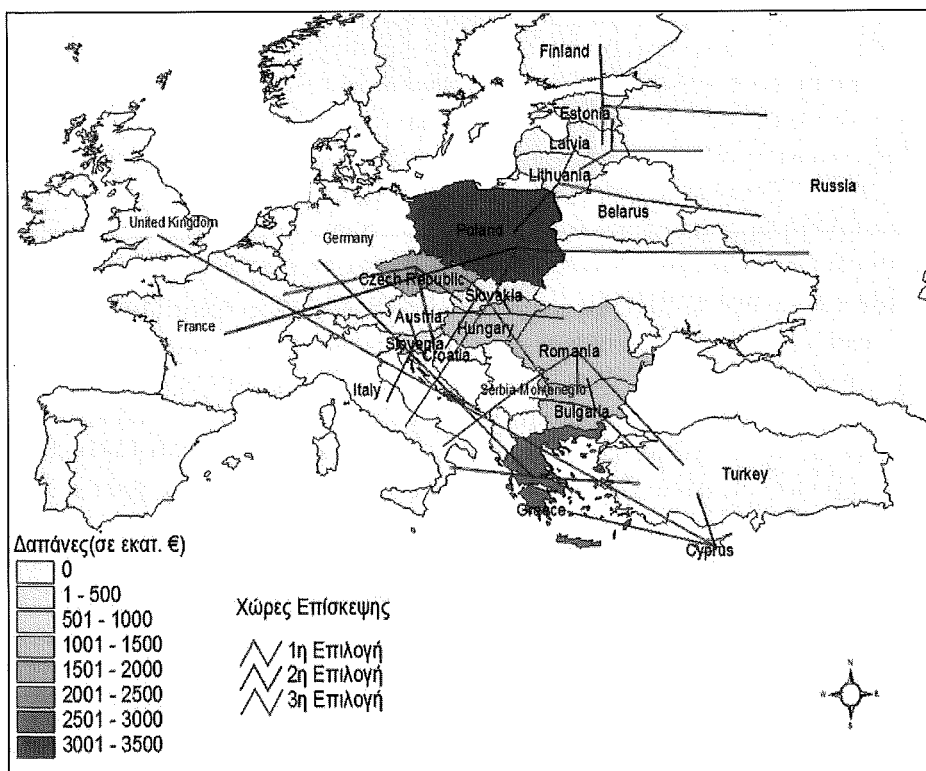 Finland
Estonia
Latvia
Lithuania
Russia
Belarus
United Kingdom
Germany
Poland
Czech Republic
Slovakia
Austria
Hungary
France
Slovenia
Croatia
Romania
Italy
Serbia Montenegio
Bulgaria
Turkey
Greece
Cyprus
Δαπάνες(σε εκατ. €)
0
1 - 500
501 - 1000
1001 - 1500
1501 - 2000
2001 - 2500
2501 - 3000
3001 - 3500
Χώρες Επίσκεψης
1η Επιλογή
2η Επιλογή
3η Επιλογή
N
W
E
S